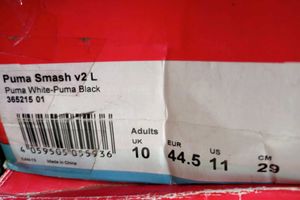 Puma Smash v2 L
Puma White-Puma Black
365215 01
Adults
UK EUR US CM
10 44.5 11 29
4 059505 055936
Made in China